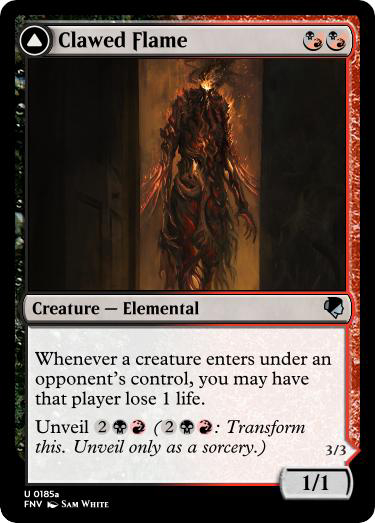 Clawed Flame
Creature — Elemental
Whenever a creature enters under an
opponent's control, you may have
that player lose 1 life.
Unveil 2 (2: Transform
this. Unveil only as a sorcery.)
3/3
1/1
U 0185a
FNV Sam White